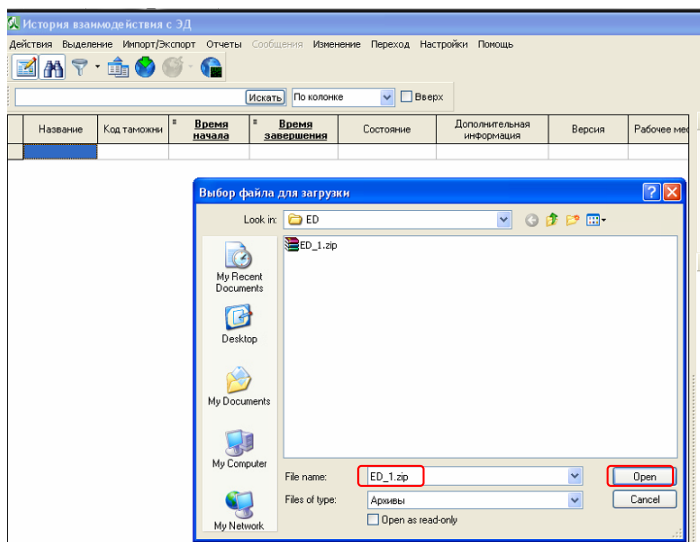 История взаимодействия с ЭД
Действия Выделение Импорт/Экспорт Отчеты Сообщения Изменение Переход Настройки Помощь
Искать По колонке Вверх
Название Код таможни Время начала Время завершения Состояние Дополнительная информация Версия Рабочее мес
Выбор файла для загрузки
Look in: ED
ED_1.zip
My Recent Documents
Desktop
My Documents
My Computer
My Network
File name: ED_1.zip Open
Files of type: Архивы Cancel
Open as read-only